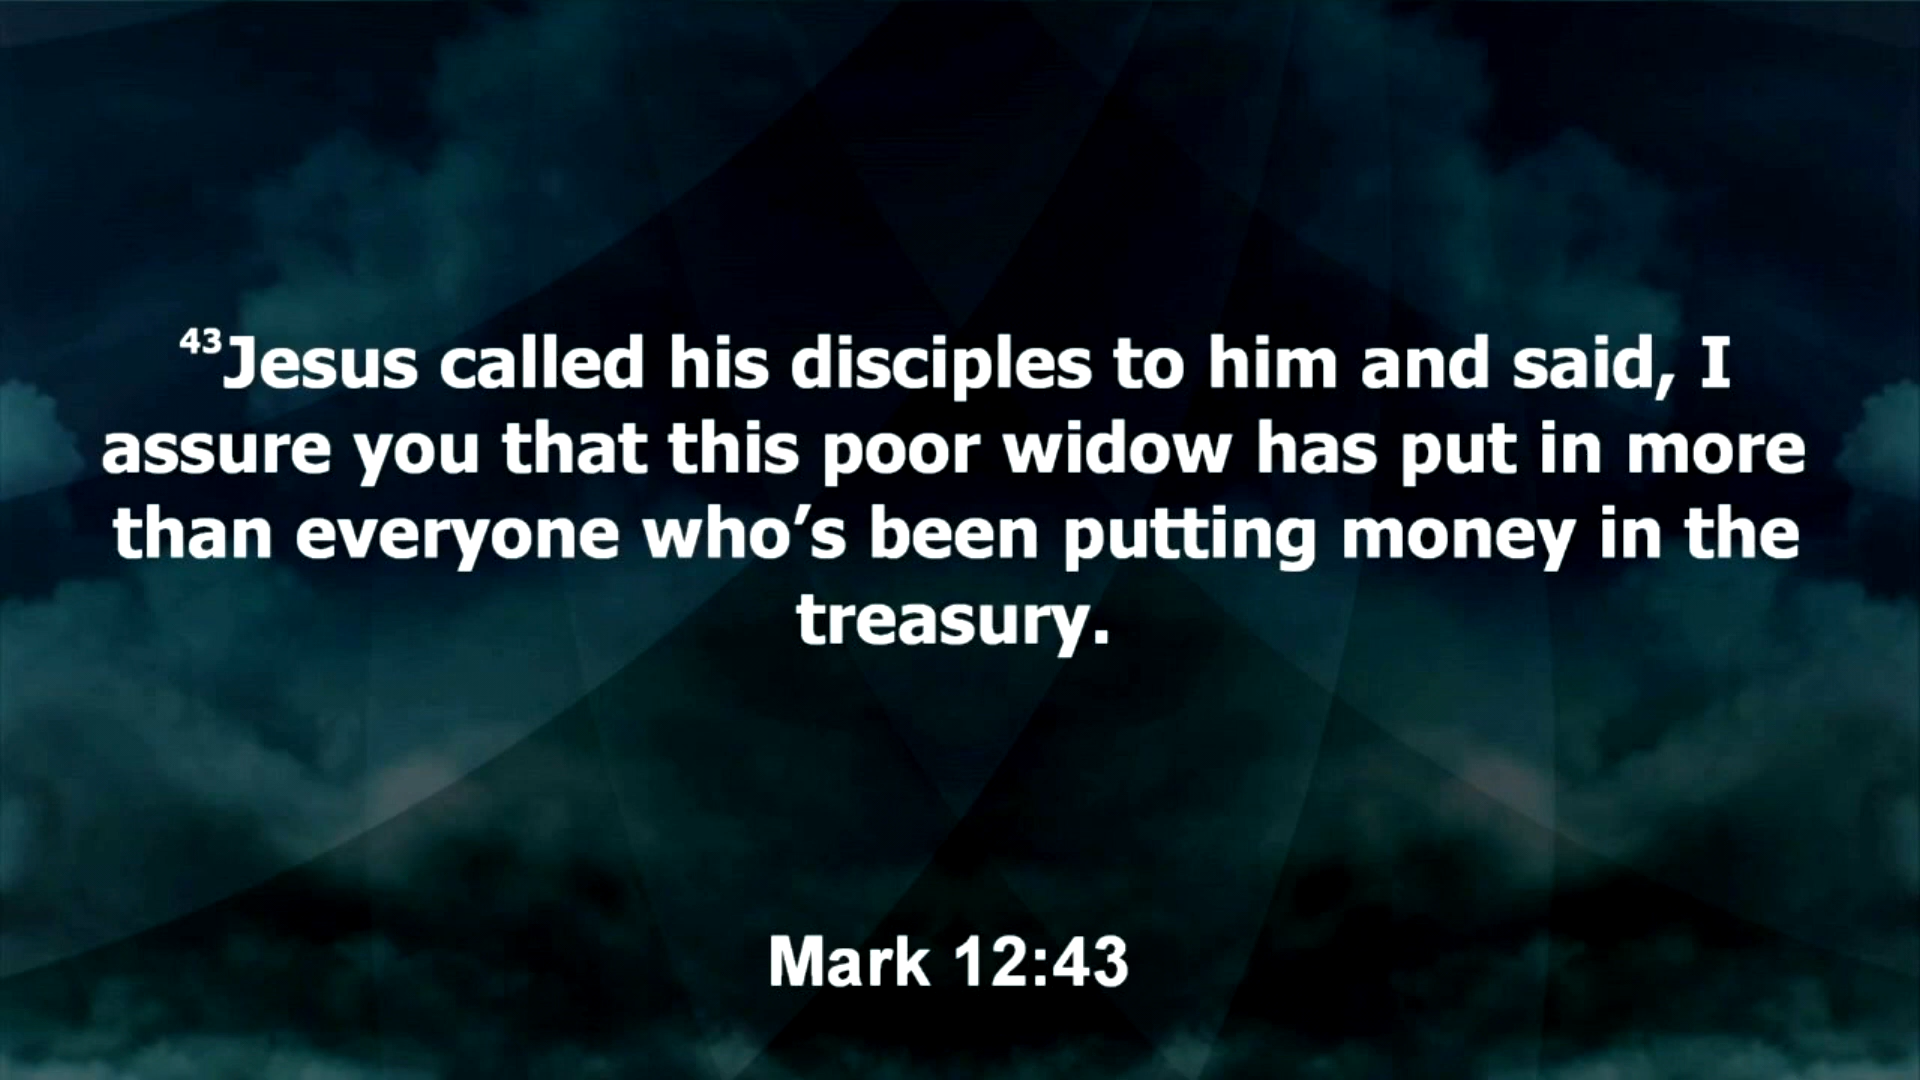 43Jesus called his disciples to him and said, I
assure you that this poor widow has put in more
than everyone who’s been putting money in the
treasury.
Mark 12:43